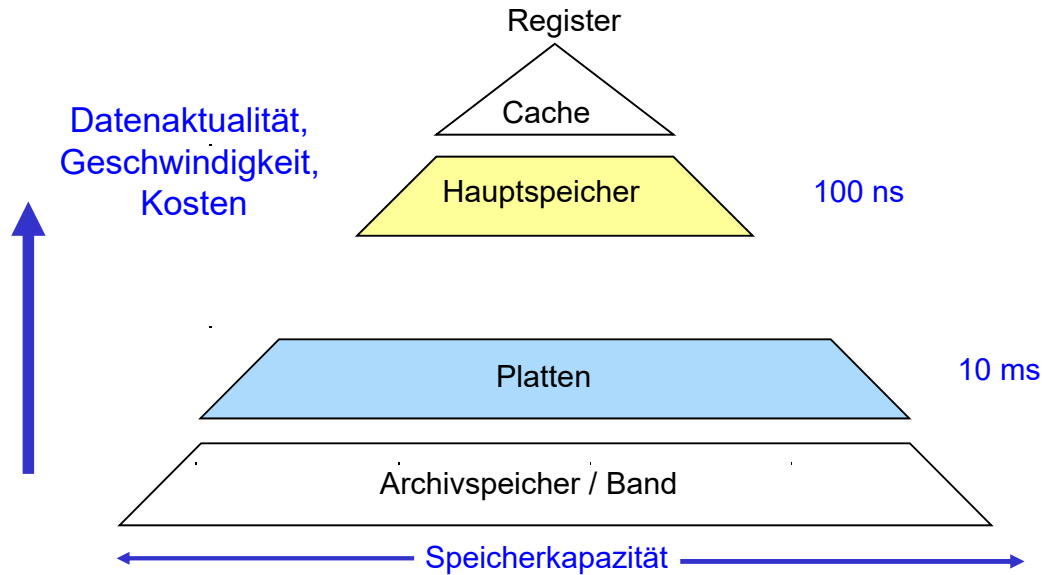 Register
Cache
Datenaktualität,
Geschwindigkeit,
Kosten
Hauptspeicher
100 ns
Platten
10 ms
Archivspeicher / Band
Speicherkapazität